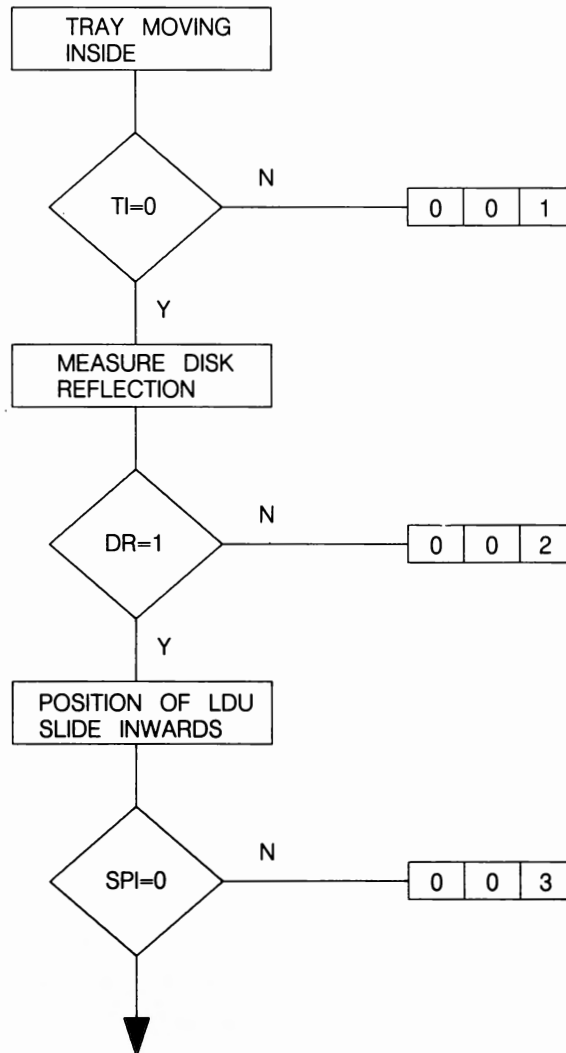 TRAY MOVING
INSIDE
TI=0
N
0 0 1
Y
MEASURE DISK
REFLECTION
DR=1
N
0 0 2
Y
POSITION OF LDU
SLIDE INWARDS
SPI=0
N
0 0 3